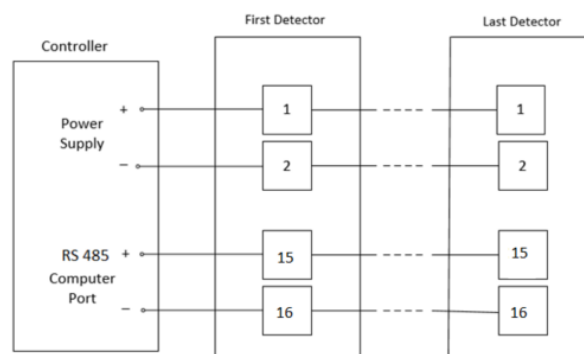 First Detector
Last Detector
Controller
+
1
1
Power
Supply
−
2
2
RS 485
+
15
15
Computer
Port
−
16
16